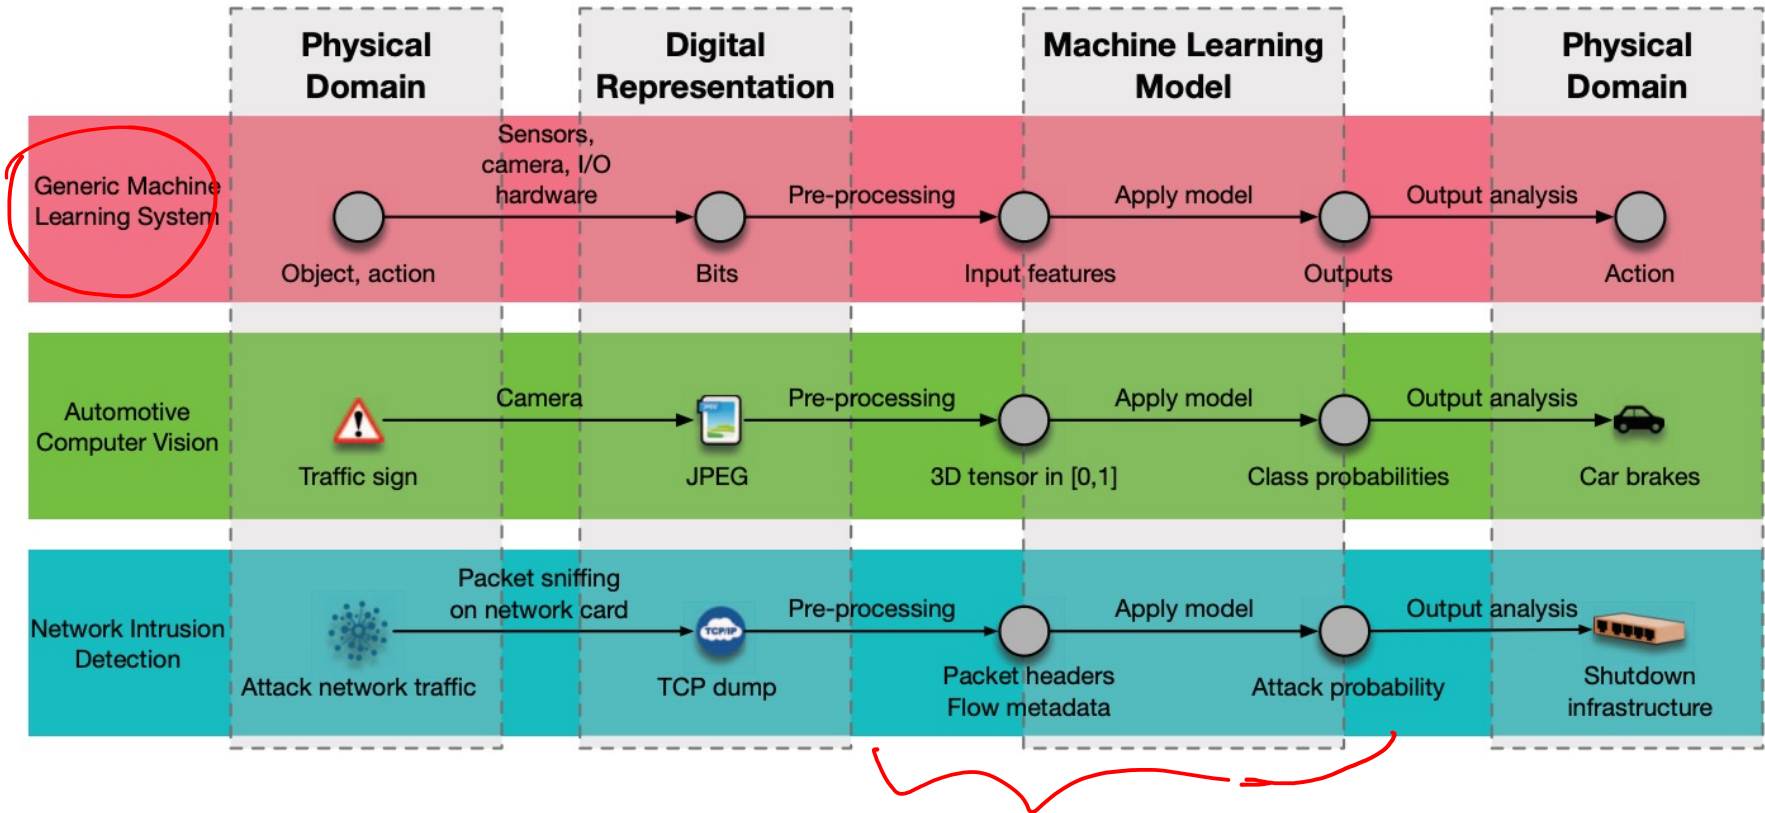 Physical
Domain
Digital
Representation
Machine Learning
Model
Physical
Domain
Generic Machine
Learning System
Sensors,
camera, I/O
hardware
Pre-processing
Apply model
Output analysis
Object, action
Bits
Input features
Outputs
Action
Automotive
Computer Vision
Camera
Pre-processing
Apply model
Output analysis
Traffic sign
JPEG
3D tensor in [0,1]
Class probabilities
Car brakes
Network Intrusion
Detection
Packet sniffing
on network card
Pre-processing
Apply model
Output analysis
TCP/IP
Attack network traffic
TCP dump
Packet headers
Flow metadata
Attack probability
Shutdown
infrastructure